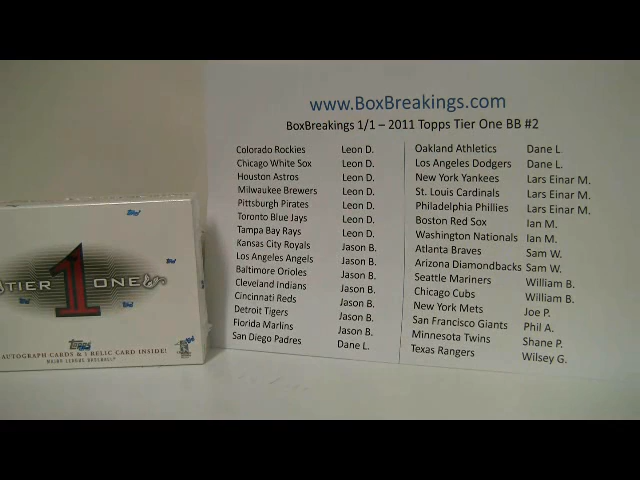 www.BoxBreakings.com
BoxBreakings 1/1 – 2011 Topps Tier One BB #2
Colorado Rockies Leon D.
Chicago White Sox Leon D.
Houston Astros Leon D.
Milwaukee Brewers Leon D.
Pittsburgh Pirates Leon D.
Toronto Blue Jays Leon D.
Tampa Bay Rays Leon D.
Kansas City Royals Jason B.
Los Angeles Angels Jason B.
Baltimore Orioles Jason B.
Cleveland Indians Jason B.
Cincinnati Reds Jason B.
Detroit Tigers Jason B.
Florida Marlins Jason B.
San Diego Padres Dane L.
Oakland Athletics Dane L.
Los Angeles Dodgers Dane L.
New York Yankees Lars Einar M.
St. Louis Cardinals Lars Einar M.
Philadelphia Phillies Lars Einar M.
Boston Red Sox Ian M.
Washington Nationals Ian M.
Atlanta Braves Sam W.
Arizona Diamondbacks Sam W.
Seattle Mariners William B.
Chicago Cubs William B.
New York Mets Joe P.
San Francisco Giants Phil A.
Minnesota Twins Shane P.
Texas Rangers Wilsey G.
TIER 1 ONE
Topps
AUTOGRAPH CARDS & 1 RELIC CARD INSIDE!
MAJOR LEAGUE BASEBALL